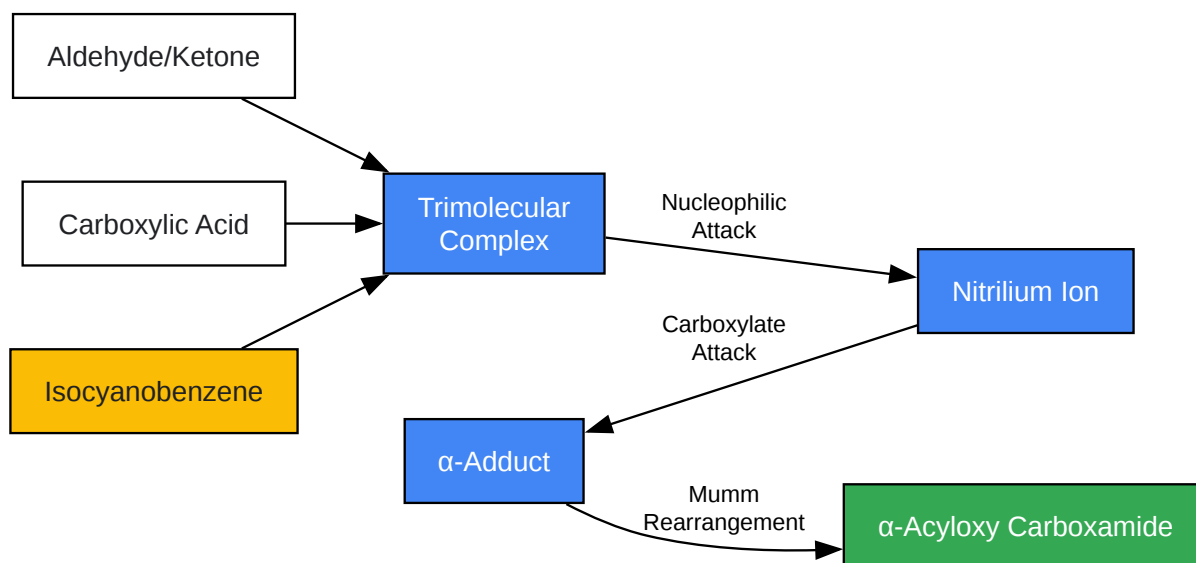 Aldehyde/Ketone
Carboxylic Acid
Isocyanobenzene
Trimolecular
Complex
Nucleophilic
Attack
Nitrilium Ion
Carboxylate
Attack
α-Adduct
Mumm
Rearrangement
α-Acyloxy Carboxamide